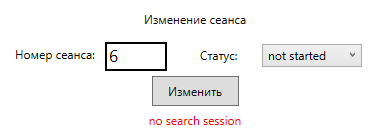 Изменение сеанса
Номер сеанса: 6 Статус: not started
Изменить
no search session